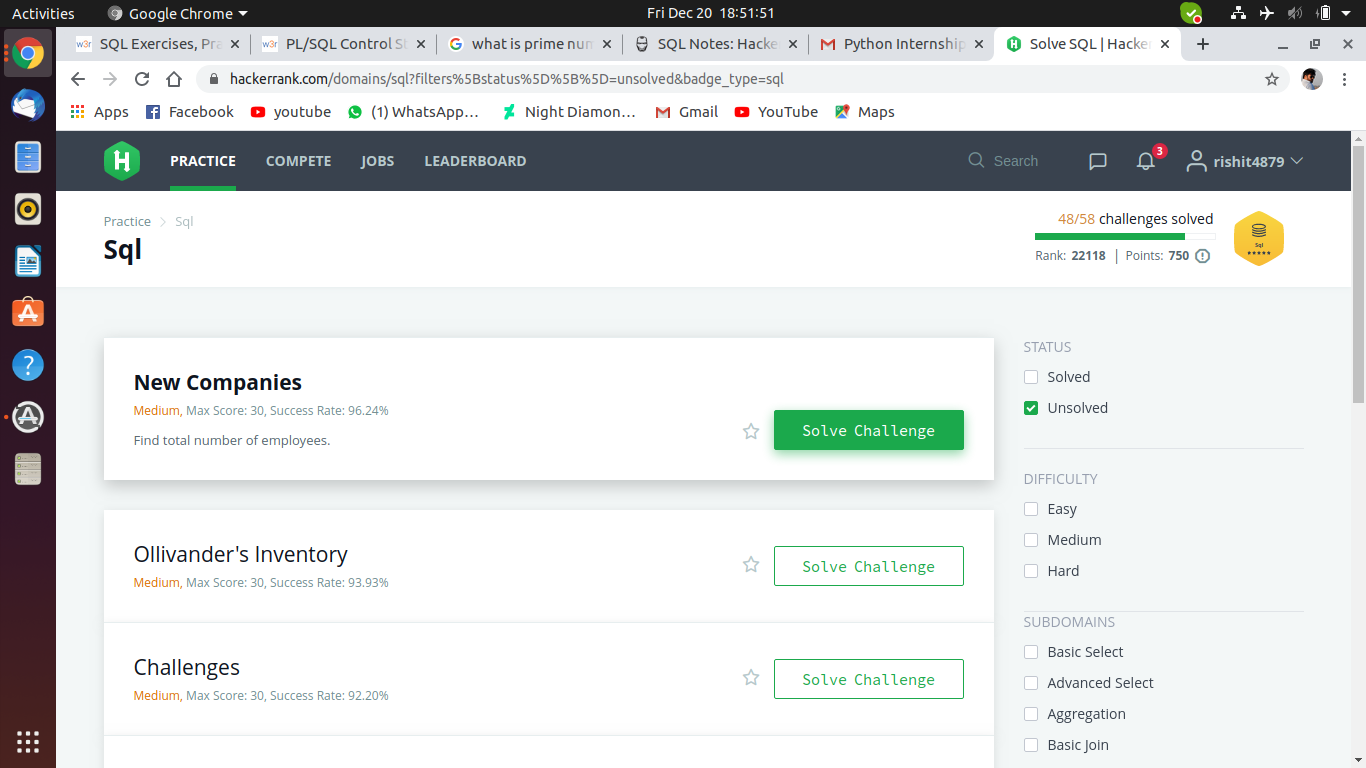 Activities
Google Chrome
Fri Dec 20 18:51:51
SQL Exercises, Pra
PL/SQL Control St
what is prime num
SQL Notes: Hacker
Python Internship
Solve SQL | Hacker
hackerrank.com/domains/sql?filters%5Bstatus%5D%5B%5D=unsolved&badge_type=sql
Apps
Facebook
youtube
(1) WhatsApp...
Night Diamon...
Gmail
YouTube
Maps
PRACTICE
COMPETE
JOBS
LEADERBOARD
Search
3
rishit4879
Practice
Sql
Sql
48/58 challenges solved
Rank: 22118 | Points: 750
Sql
New Companies
Medium, Max Score: 30, Success Rate: 96.24%
Find total number of employees.
Solve Challenge
Ollivander's Inventory
Medium, Max Score: 30, Success Rate: 93.93%
Solve Challenge
Challenges
Medium, Max Score: 30, Success Rate: 92.20%
Solve Challenge
STATUS
Solved
Unsolved
DIFFICULTY
Easy
Medium
Hard
SUBDOMAINS
Basic Select
Advanced Select
Aggregation
Basic Join